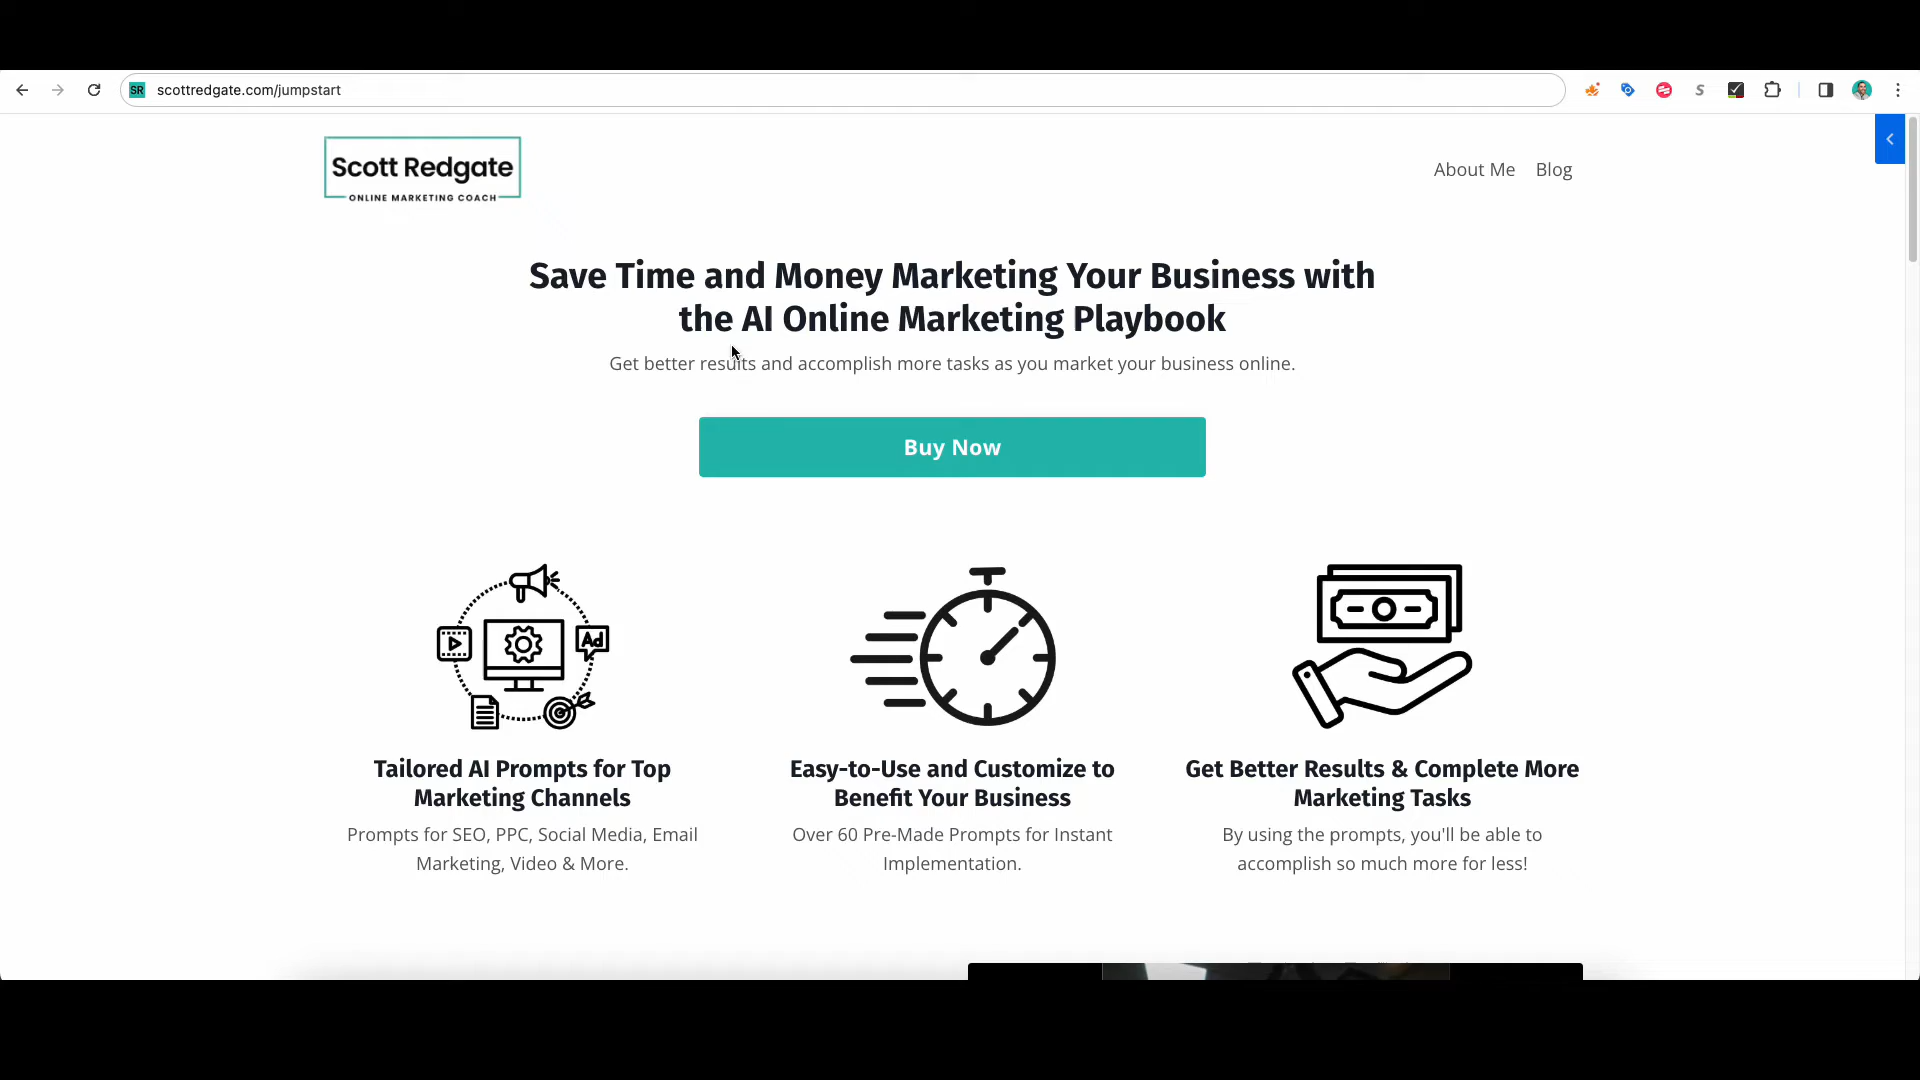 SR scottredgate.com/jumpstart
S
Scott Redgate
ONLINE MARKETING COACH
About Me Blog
Save Time and Money Marketing Your Business with
the AI Online Marketing Playbook
Get better results and accomplish more tasks as you market your business online.
Buy Now
Ad
Tailored AI Prompts for Top
Marketing Channels
Prompts for SEO, PPC, Social Media, Email
Marketing, Video & More.
Easy-to-Use and Customize to
Benefit Your Business
Over 60 Pre-Made Prompts for Instant
Implementation.
Get Better Results & Complete More
Marketing Tasks
By using the prompts, you'll be able to
accomplish so much more for less!